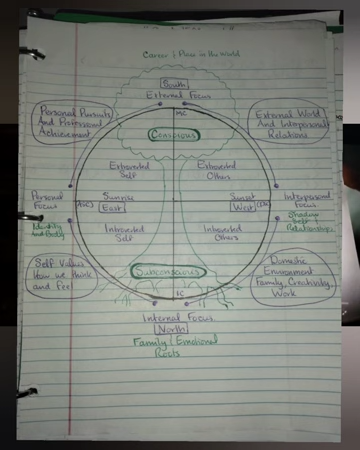 Career & Place in the World
South
External Focus
MC
Personal Pursuits
And Professional
Achievement
External World
And Interpersonal
Relations
Conscious
Extroverted
Self
Extroverted
Others
Personal
Focus
ASC
Sunrise
East
Sunset
West
Interpersonal
Focus
Identity
and Body
Relationships
Introverted
Self
Introverted
Others
Self Values
How we think
and Feel
Subconscious
Domestic
Environment
Family, Creativity,
Work
IC
Internal Focus
North
Family / Emotional
Roots